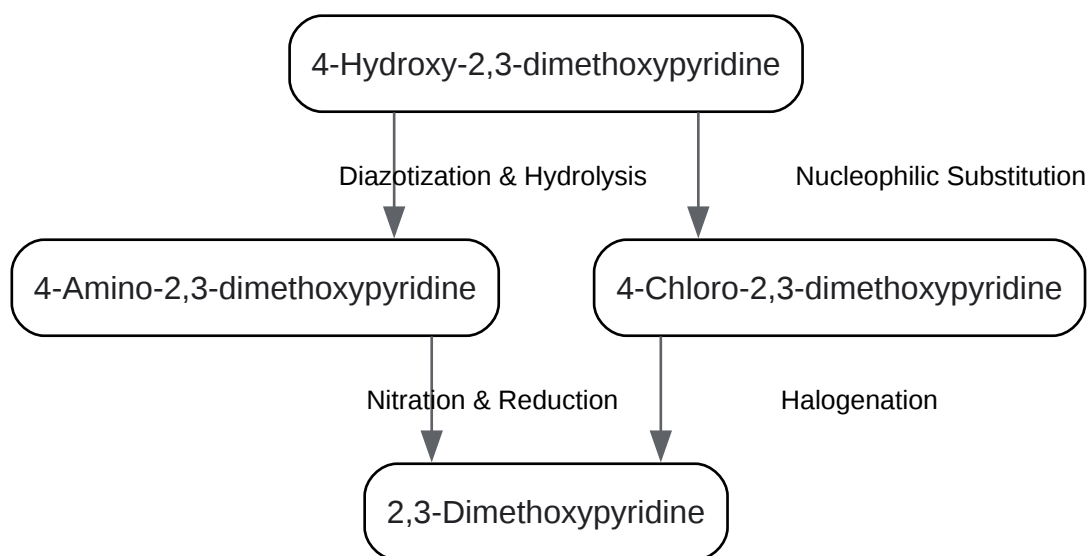 4-Hydroxy-2,3-dimethoxypyridine
Diazotization & Hydrolysis
Nucleophilic Substitution
4-Amino-2,3-dimethoxypyridine
4-Chloro-2,3-dimethoxypyridine
Nitration & Reduction
Halogenation
2,3-Dimethoxypyridine